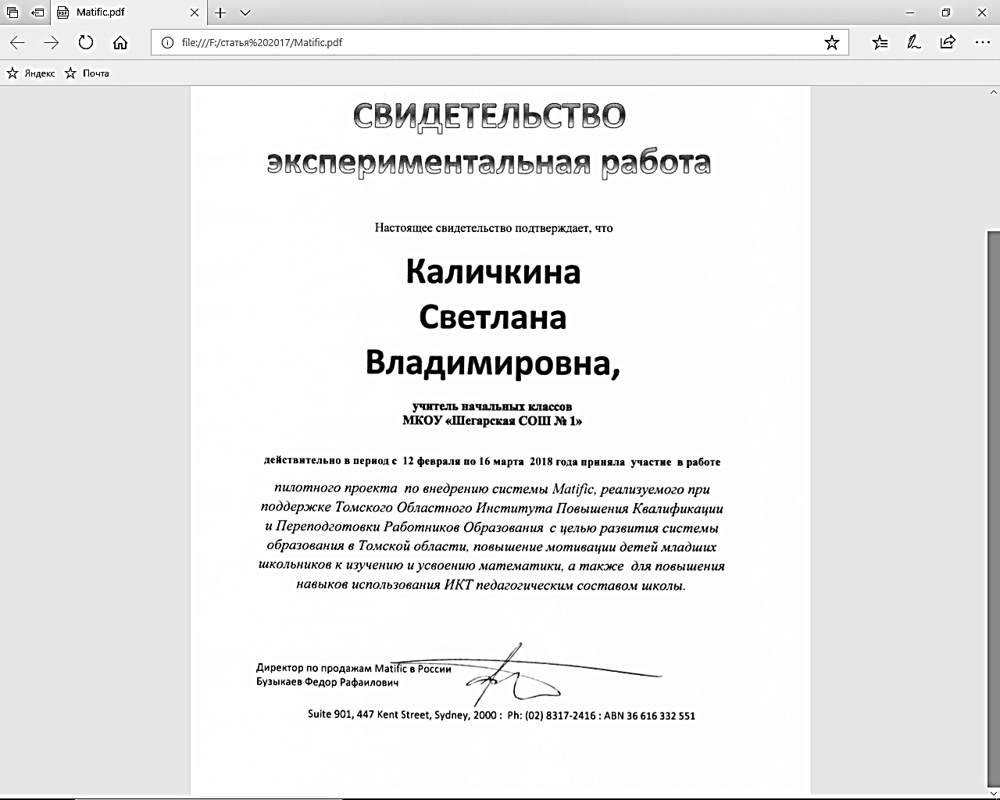 Matific.pdf
file:///F:/статья%202017/Matific.pdf
Яндекс Почта
СВИДЕТЕЛЬСТВО
экспериментальная работа
Настоящее свидетельство подтверждает, что
Каличкина
Светлана
Владимировна,
учитель начальных классов
МКОУ «Шегарская СОШ № 1»
действительно в период с 12 февраля по 16 марта 2018 года приняла участие в работе
пилотного проекта по внедрению системы Matific, реализуемого при
поддержке Томского Областного Института Повышения Квалификации
и Переподготовки Работников Образования с целью развития системы
образования в Томской области, повышение мотивации детей младших
школьников к изучению и усвоению математики, а также для повышения
навыков использования ИКТ педагогическим составом школы.
Директор по продажам Matific в России
Бузыкаев Федор Рафаилович
Suite 901, 447 Kent Street, Sydney, 2000 : Ph: (02) 8317-2416 : ABN 36 616 332 551